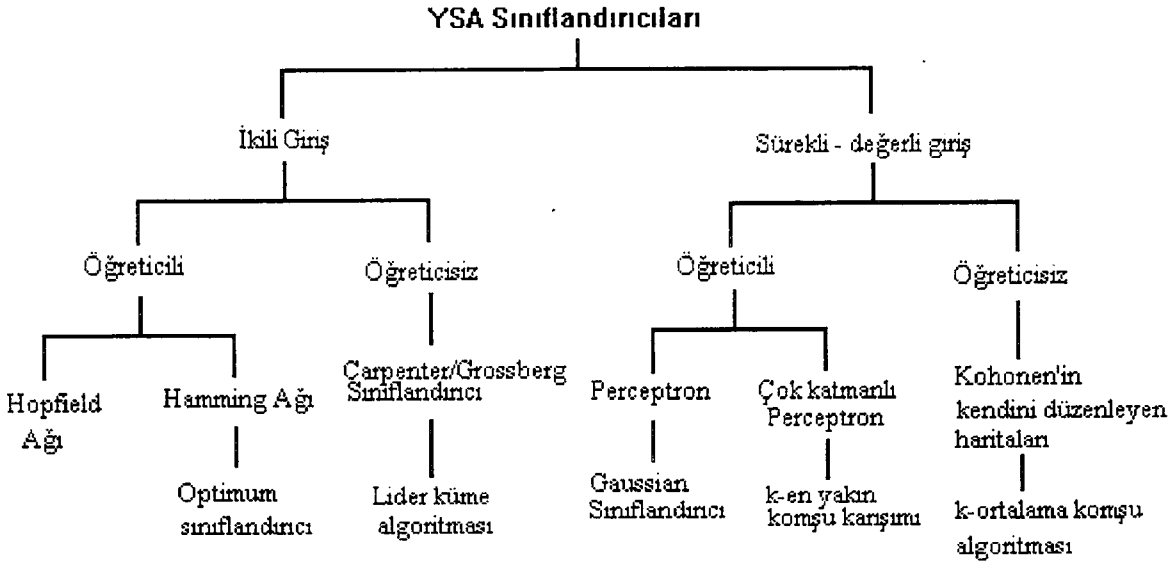 YSA Sınıflandırıcıları
İkili Giriş
Sürekli - değerli giriş
Öğreticili
Öğreticisiz
Öğreticili
Öğreticisiz
Hopfield
Ağı
Hamming Ağı
Carpenter/Grossberg
Sınıflandırıcı
Perceptron
Çok katmanlı
Perceptron
Kohonen'in
kendini düzenleyen
haritaları
Optimum
sınıflandırıcı
Lider küme
algoritması
Gaussian
Sınıflandırıcı
k-en yakın
komşu karışımı
k-ortalama komşu
algoritması